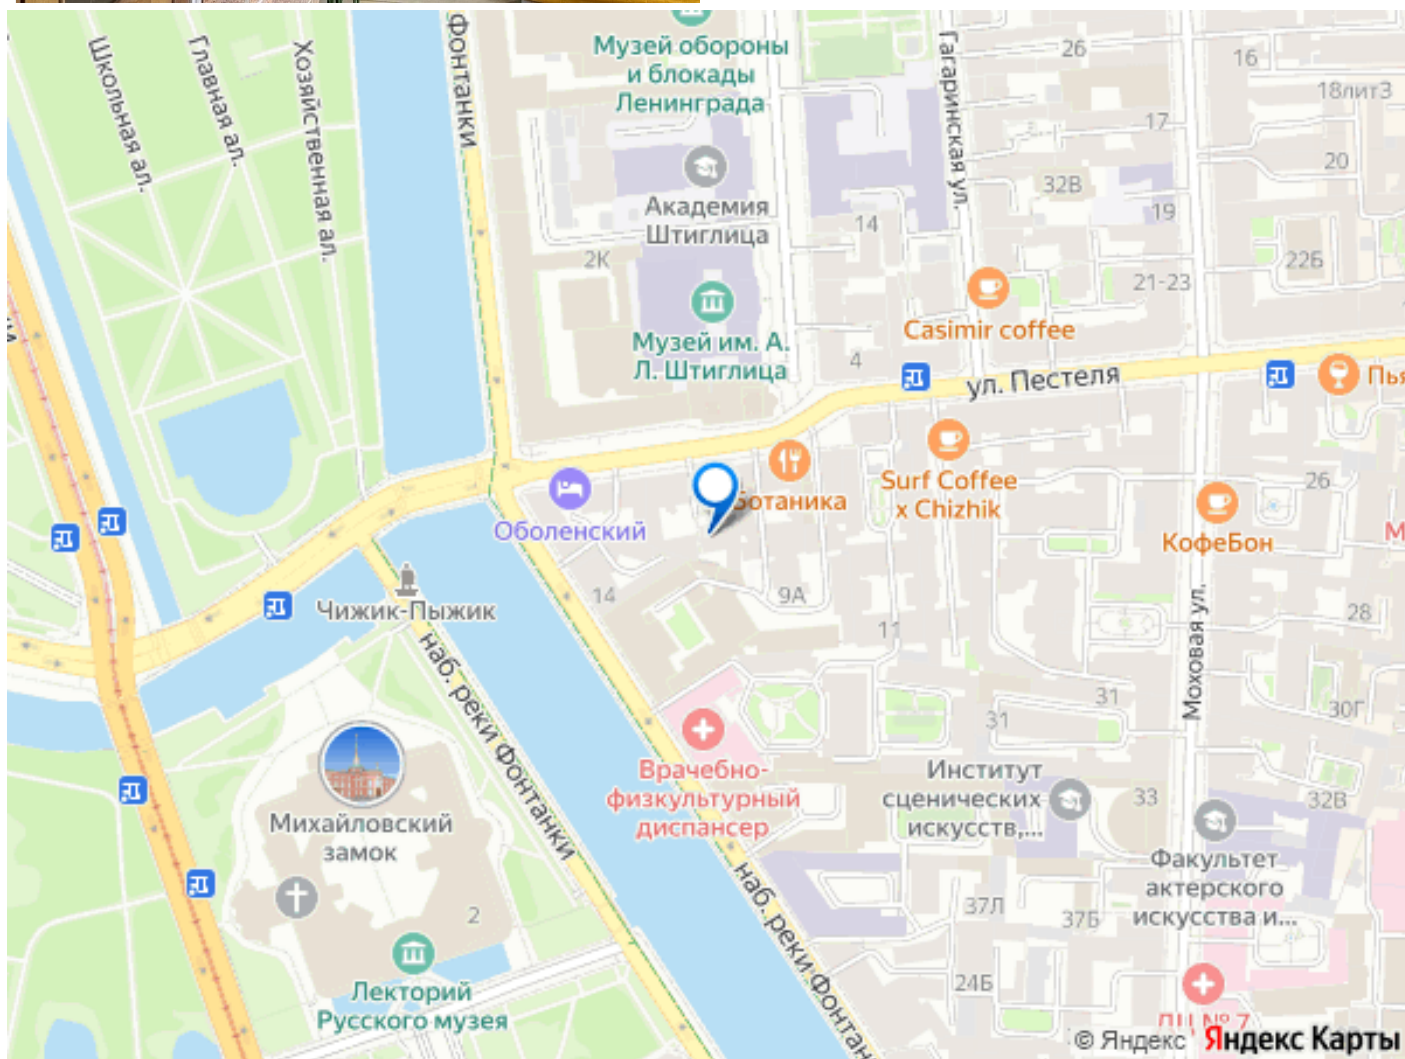 Школьная ал.
Главная ал.
Хозяйственная ал.
Фонтанки
Музей обороны
и блокады
Ленинграда
Гагаринская ул.
26
16
18лит3
17
20
32В
19
Академия
Штиглица
14
2К
22Б
21-23
Casimir coffee
Музей им. А.
Л. Штиглица
4
ул. Пестеля
Surf Coffee
x Chizhik
Ботаника
Оболенский
26
КофеБон
Чижик-Пыжик
14
9А
11
28
наб. реки Фонтанки
Моховая ул.
31
31
30Г
Врачебно-
физкультурный
диспансер
Институт
сценических
искусств,...
33
32В
Михайловский
замок
Факультет
актерского
искусства и...
2
37Л
37Б
наб. реки Фонтан
24Б
Лекторий
Русского музея
© Яндекс Яндекс Карты